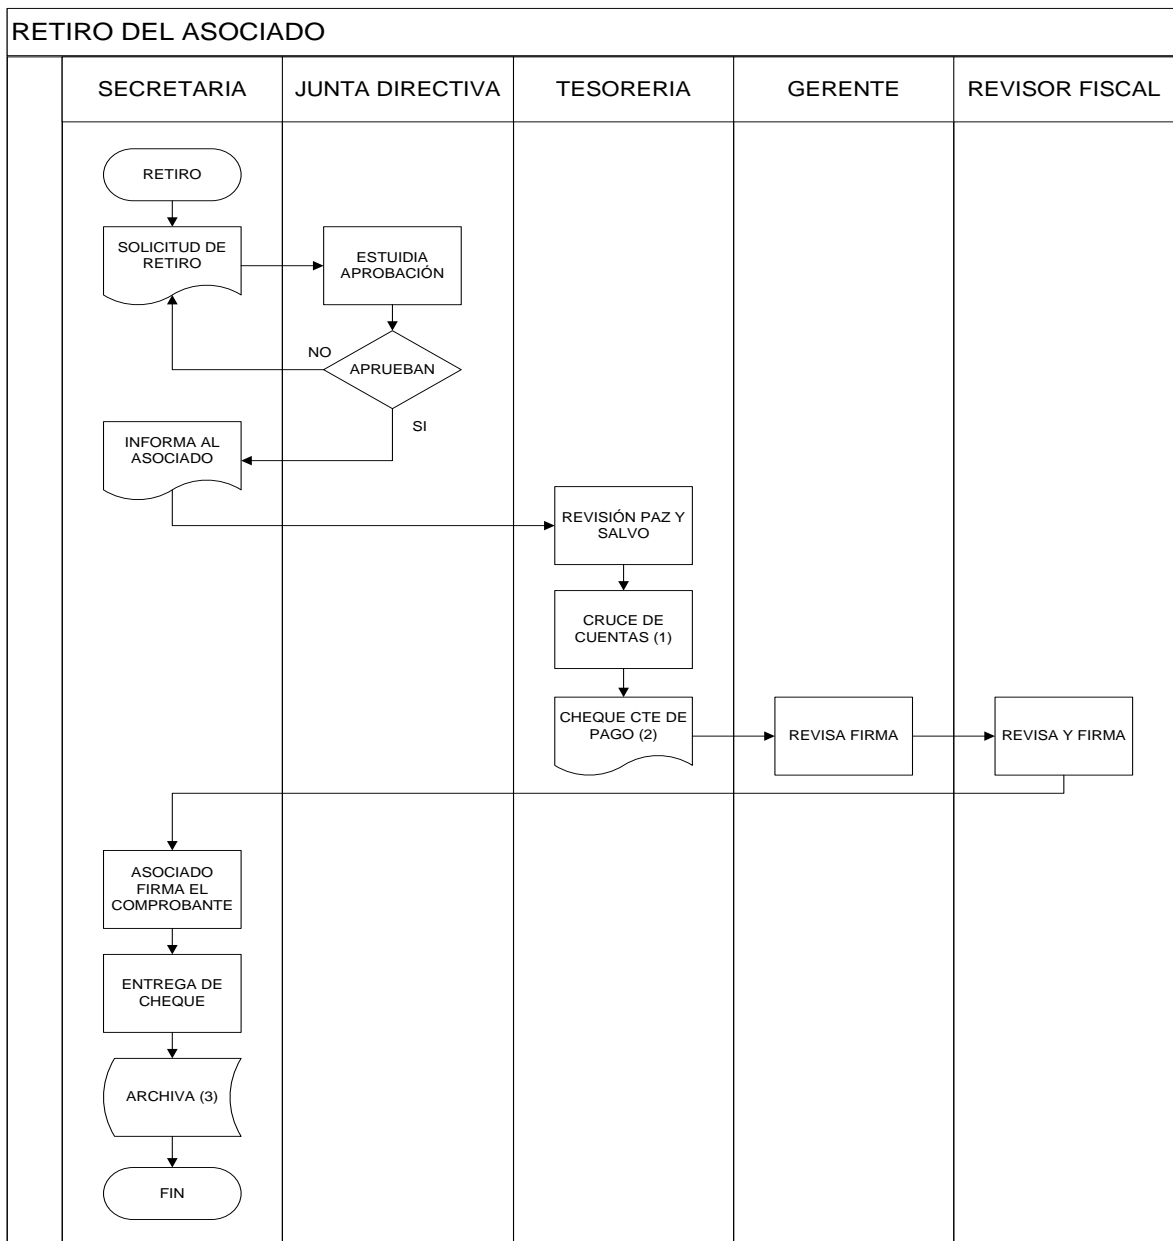 RETIRO DEL ASOCIADO
SECRETARIA
JUNTA DIRECTIVA
TESORERIA
GERENTE
REVISOR FISCAL
RETIRO
SOLICITUD DE
RETIRO
ESTUIDIA
APROBACIÓN
NO
APRUEBAN
SI
INFORMA AL
ASOCIADO
REVISIÓN PAZ Y
SALVO
CRUCE DE
CUENTAS (1)
CHEQUE CTE DE
PAGO (2)
REVISA FIRMA
REVISA Y FIRMA
ASOCIADO
FIRMA EL
COMPROBANTE
ENTREGA DE
CHEQUE
ARCHIVA (3)
FIN